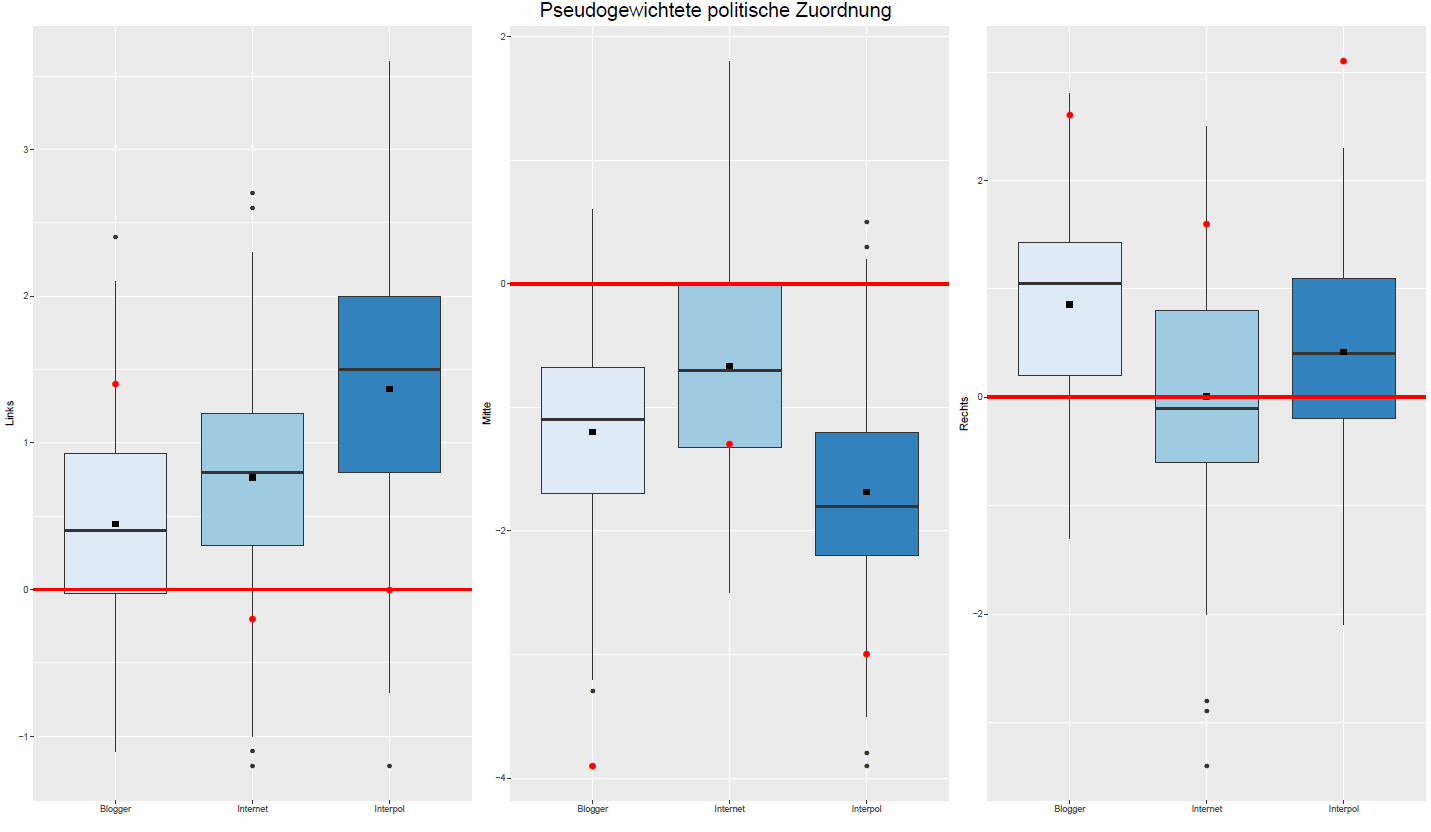 Pseudogewichtete politische Zuordnung
Links
3
2
1
0
−1
Blogger
Internet
Interpol
Mitte
2
0
−2
−4
Blogger
Internet
Interpol
Rechts
2
0
−2
Blogger
Internet
Interpol